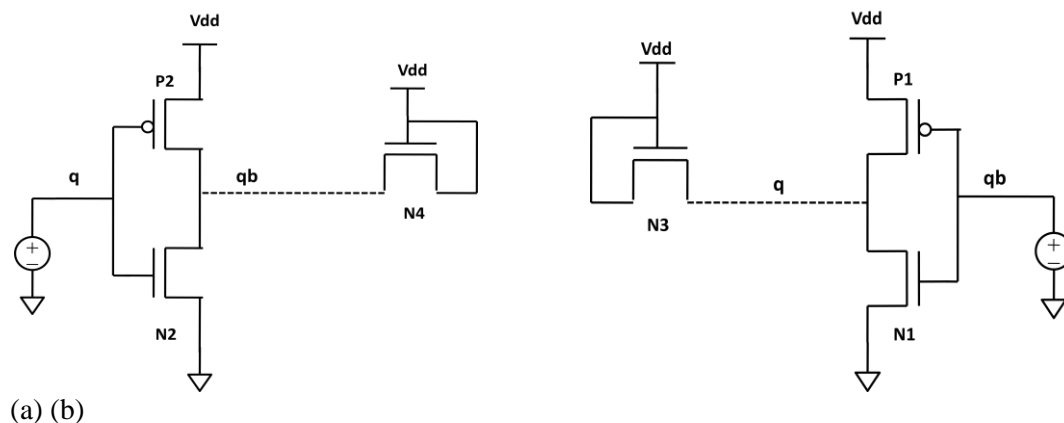 Vdd
P2
q
qb
N2
Vdd
N4
Vdd
N3
q
Vdd
P1
qb
N1
+
−
+
−
(a) (b)